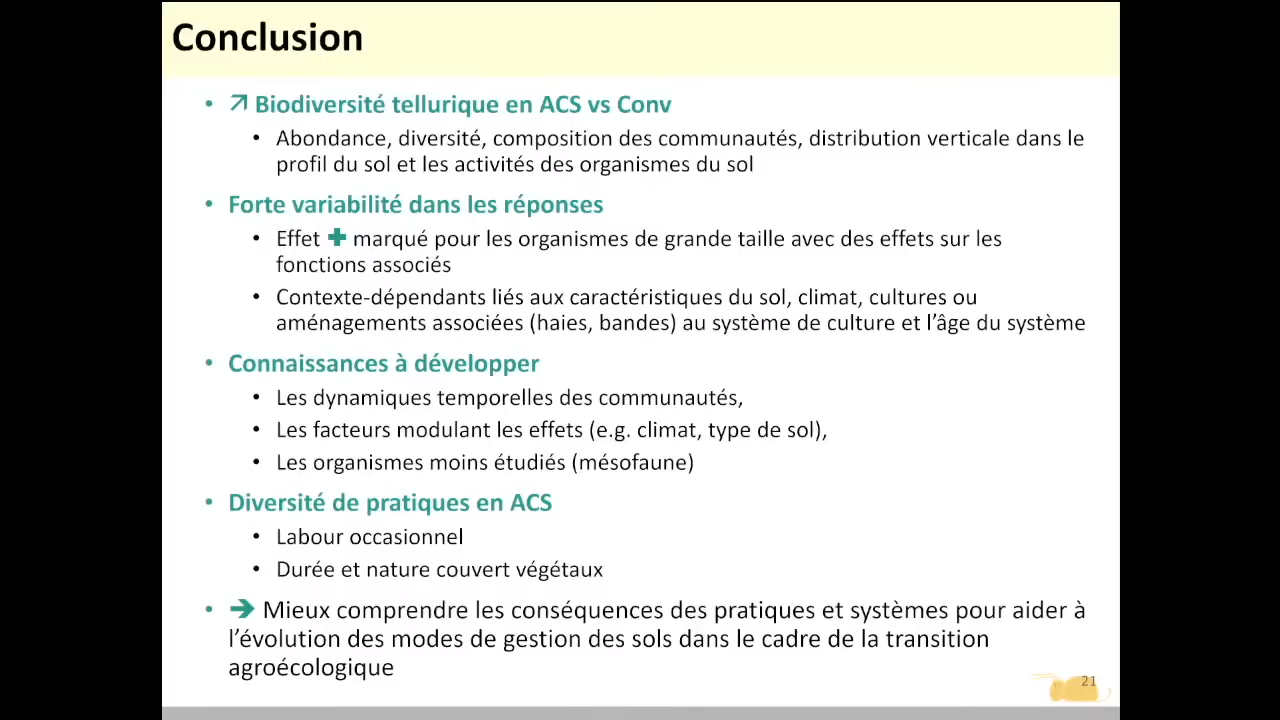 Conclusion
• ↗ Biodiversité tellurique en ACS vs Conv
• Abondance, diversité, composition des communautés, distribution verticale dans le
profil du sol et les activités des organismes du sol
• Forte variabilité dans les réponses
• Effet ✚ marqué pour les organismes de grande taille avec des effets sur les
fonctions associés
• Contexte-dépendants liés aux caractéristiques du sol, climat, cultures ou
aménagements associées (haies, bandes) au système de culture et l’âge du système
• Connaissances à développer
• Les dynamiques temporelles des communautés,
• Les facteurs modulant les effets (e.g. climat, type de sol),
• Les organismes moins étudiés (mésofaune)
• Diversité de pratiques en ACS
• Labour occasionnel
• Durée et nature couvert végétaux
• ➔ Mieux comprendre les conséquences des pratiques et systèmes pour aider à
l’évolution des modes de gestion des sols dans le cadre de la transition
agroécologique
21